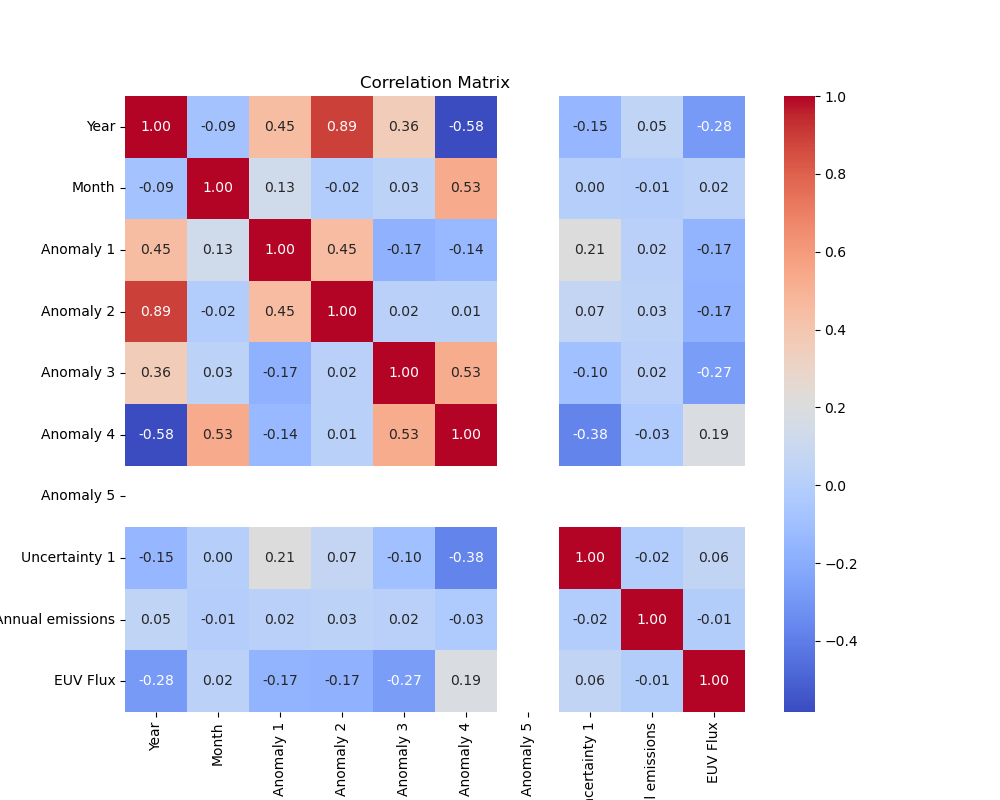 Correlation Matrix
Year 1.00 -0.09 0.45 0.89 0.36 -0.58 -0.15 0.05 -0.28
Month -0.09 1.00 0.13 -0.02 0.03 0.53 0.00 -0.01 0.02
Anomaly 1 0.45 0.13 1.00 0.45 -0.17 -0.14 0.21 0.02 -0.17
Anomaly 2 0.89 -0.02 0.45 1.00 0.02 0.01 0.07 0.03 -0.17
Anomaly 3 0.36 0.03 -0.17 0.02 1.00 0.53 -0.10 0.02 -0.27
Anomaly 4 -0.58 0.53 -0.14 0.01 0.53 1.00 -0.38 -0.03 0.19
Anomaly 5
Uncertainty 1 -0.15 0.00 0.21 0.07 -0.10 -0.38 1.00 -0.02 0.06
Annual emissions 0.05 -0.01 0.02 0.03 0.02 -0.03 -0.02 1.00 -0.01
EUV Flux -0.28 0.02 -0.17 -0.17 -0.27 0.19 0.06 -0.01 1.00
Year
Month
Anomaly 1
Anomaly 2
Anomaly 3
Anomaly 4
Anomaly 5
certainty 1
l emissions
EUV Flux
1.0
0.8
0.6
0.4
0.2
0.0
−0.2
−0.4